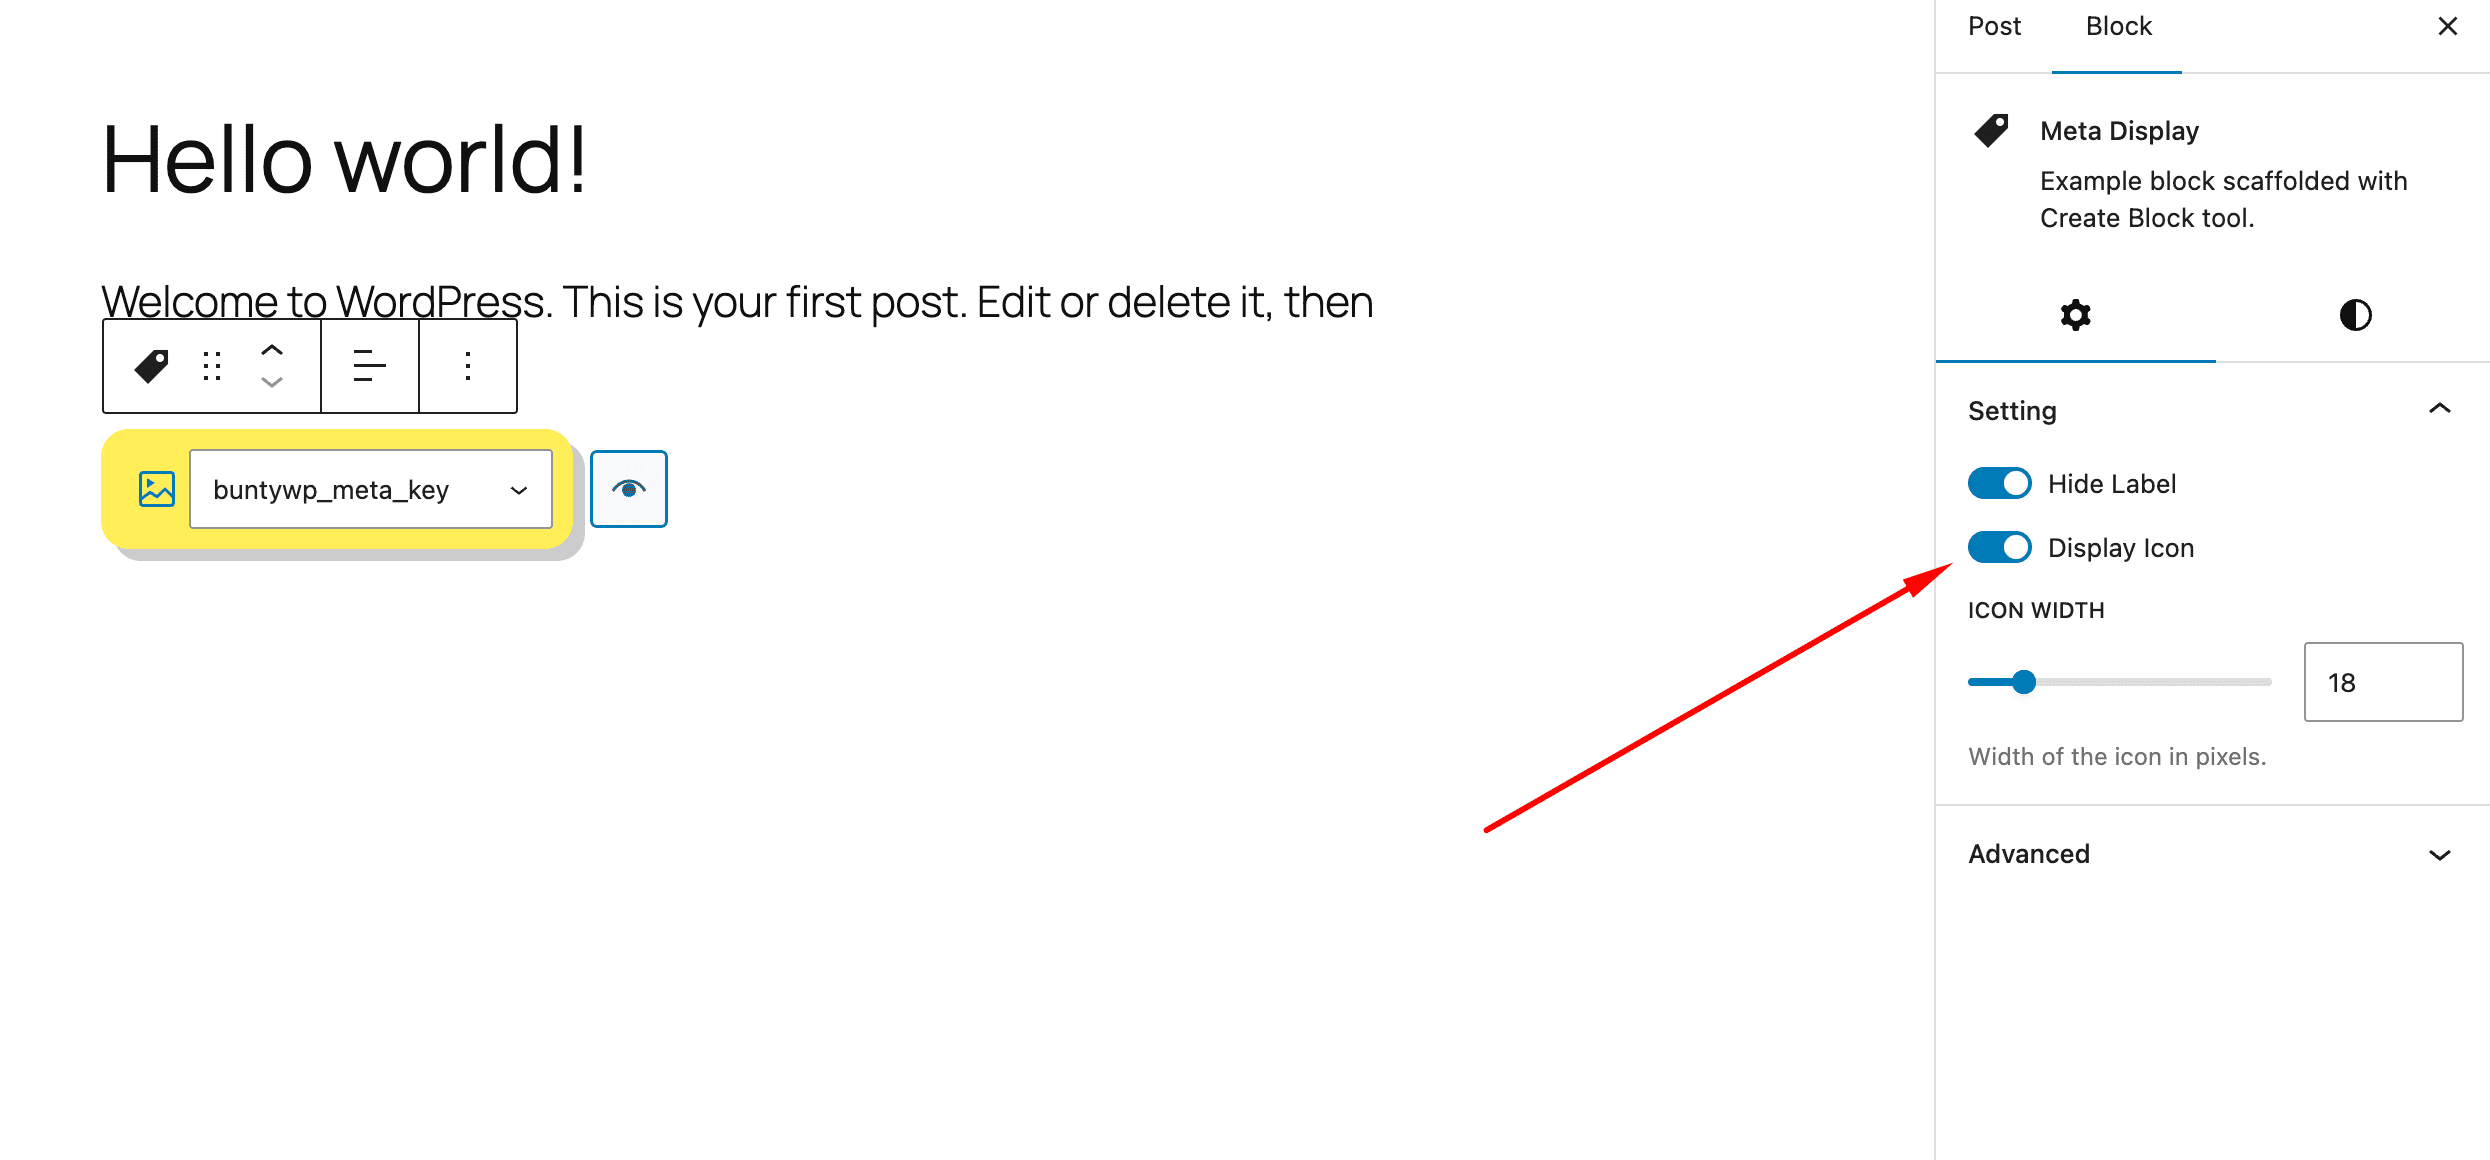 Hello world!
Welcome to WordPress. This is your first post. Edit or delete it, then
buntywp_meta_key
Post
Block
Meta Display
Example block scaffolded with
Create Block tool.
Setting
Hide Label
Display Icon
ICON WIDTH
18
Width of the icon in pixels.
Advanced